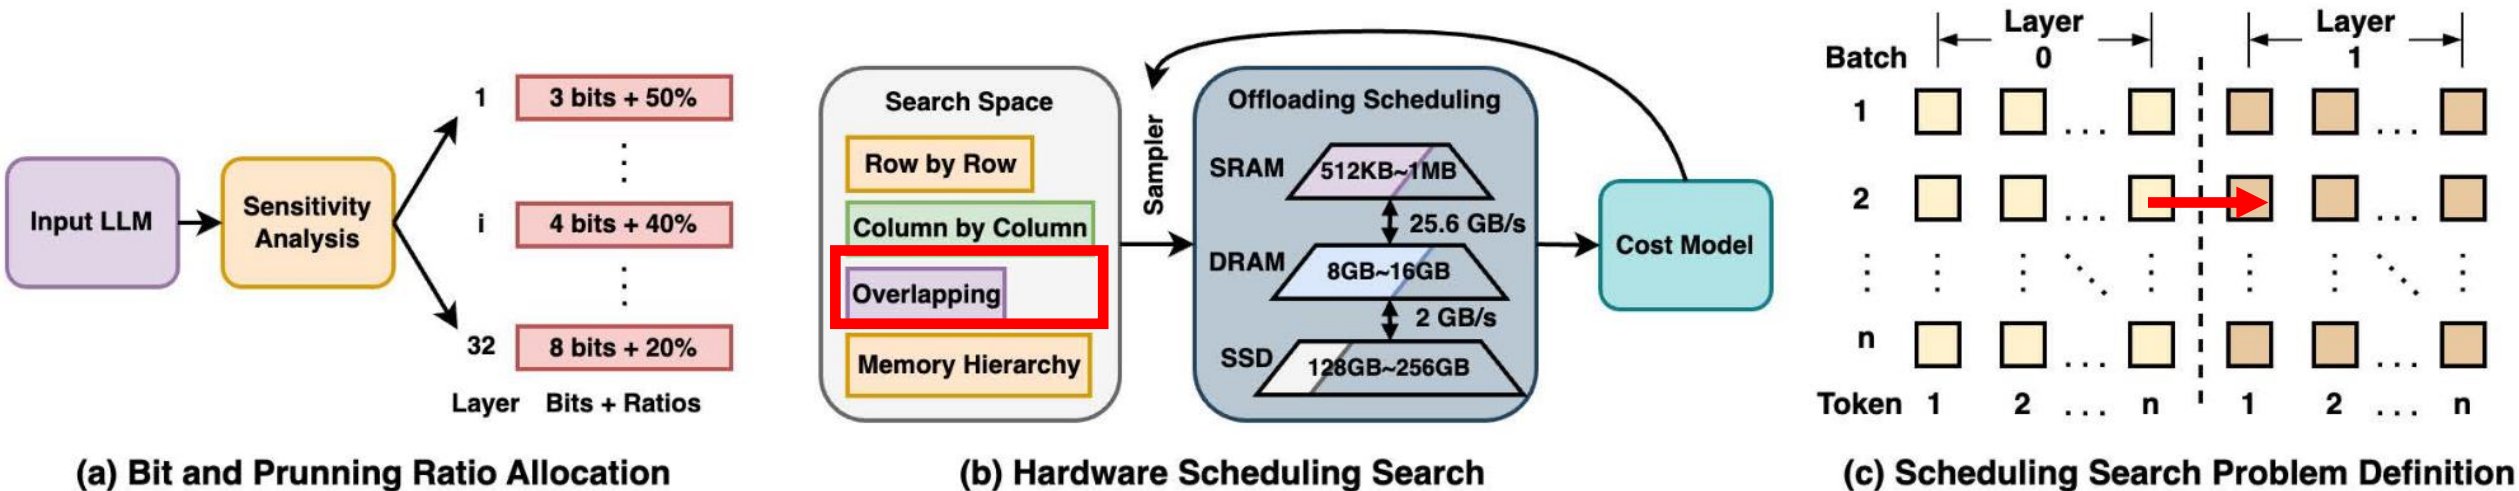 Input LLM
Sensitivity
Analysis
1
3 bits + 50%
i
4 bits + 40%
32
8 bits + 20%
Layer
Bits + Ratios
(a) Bit and Prunning Ratio Allocation
Search Space
Row by Row
Column by Column
Overlapping
Memory Hierarchy
Sampler
Offloading Scheduling
SRAM
512KB~1MB
25.6 GB/s
DRAM
8GB~16GB
2 GB/s
SSD
128GB~256GB
Cost Model
(b) Hardware Scheduling Search
Layer
0
Layer
1
Batch
1
2
n
Token 1 2 ... n 1 2 ... n
(c) Scheduling Search Problem Definition